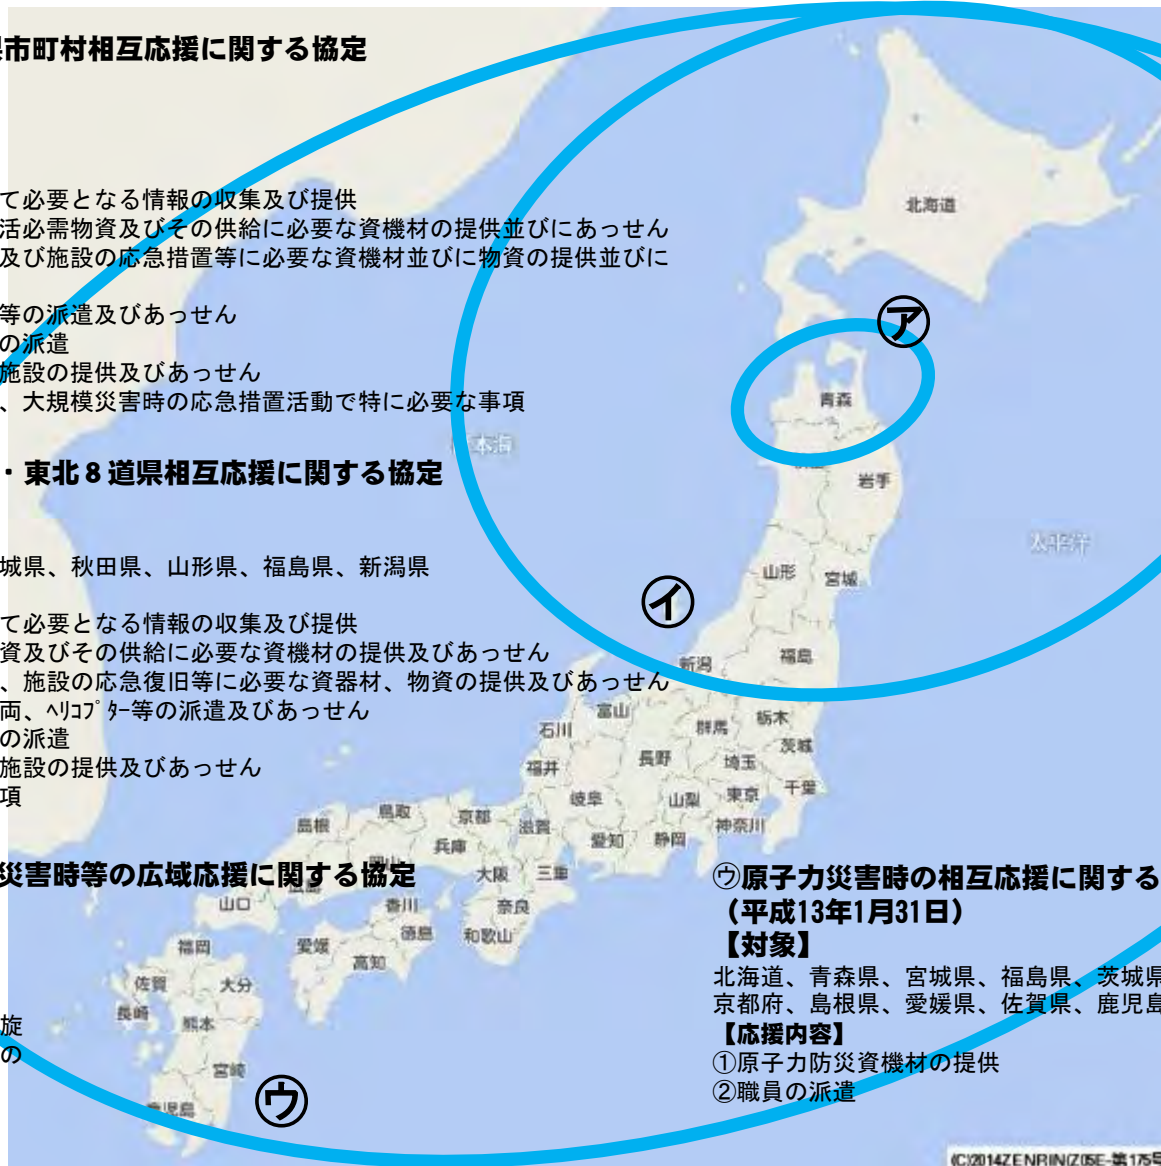 県市町村相互応援に関する協定
て必要となる情報の収集及び提供
活必需物資及びその供給に必要な資機材の提供並びにあっせん
及び施設の応急措置等に必要な資機材並びに物資の提供並びに
等の派遣及びあっせん
の派遣
施設の提供及びあっせん
、大規模災害時の応急措置活動で特に必要な事項
・東北8道県相互応援に関する協定
城県、秋田県、山形県、福島県、新潟県
て必要となる情報の収集及び提供
資及びその供給に必要な資機材の提供及びあっせん
、施設の応急復旧等に必要な資器材、物資の提供及びあっせん
両、ﾍﾘｺﾌﾟﾀｰ等の派遣及びあっせん
の派遣
施設の提供及びあっせん
項
災害時等の広域応援に関する協定
旋
の
㋒原子力災害時の相互応援に関する
（平成13年1月31日）
【対象】
北海道、青森県、宮城県、福島県、茨城県
京都府、島根県、愛媛県、佐賀県、鹿児島
【応援内容】
①原子力防災資機材の提供
②職員の派遣
㋐
㋑
㋒
北海道
青森
岩手
山形
宮城
福島
新潟
富山
石川
福井
群馬
栃木
茨城
長野
埼玉
千葉
岐阜
山梨
東京
神奈川
静岡
愛知
滋賀
京都
鳥取
島根
兵庫
大阪
三重
奈良
和歌山
山口
香川
徳島
愛媛
高知
福岡
佐賀
大分
長崎
熊本
宮崎
鹿児島
日本海
太平洋
(C)2014ZENRIN(Z05E-第175号